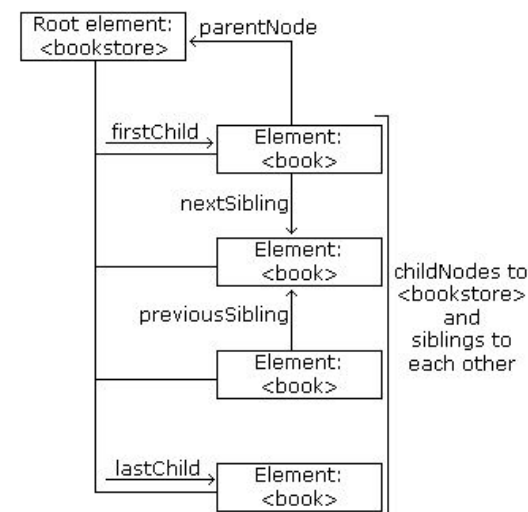 Root element:
<bookstore>
parentNode
firstChild
Element:
<book>
nextSibling
Element:
<book>
previousSibling
Element:
<book>
lastChild
Element:
<book>
childNodes to
<bookstore>
and
siblings to
each other